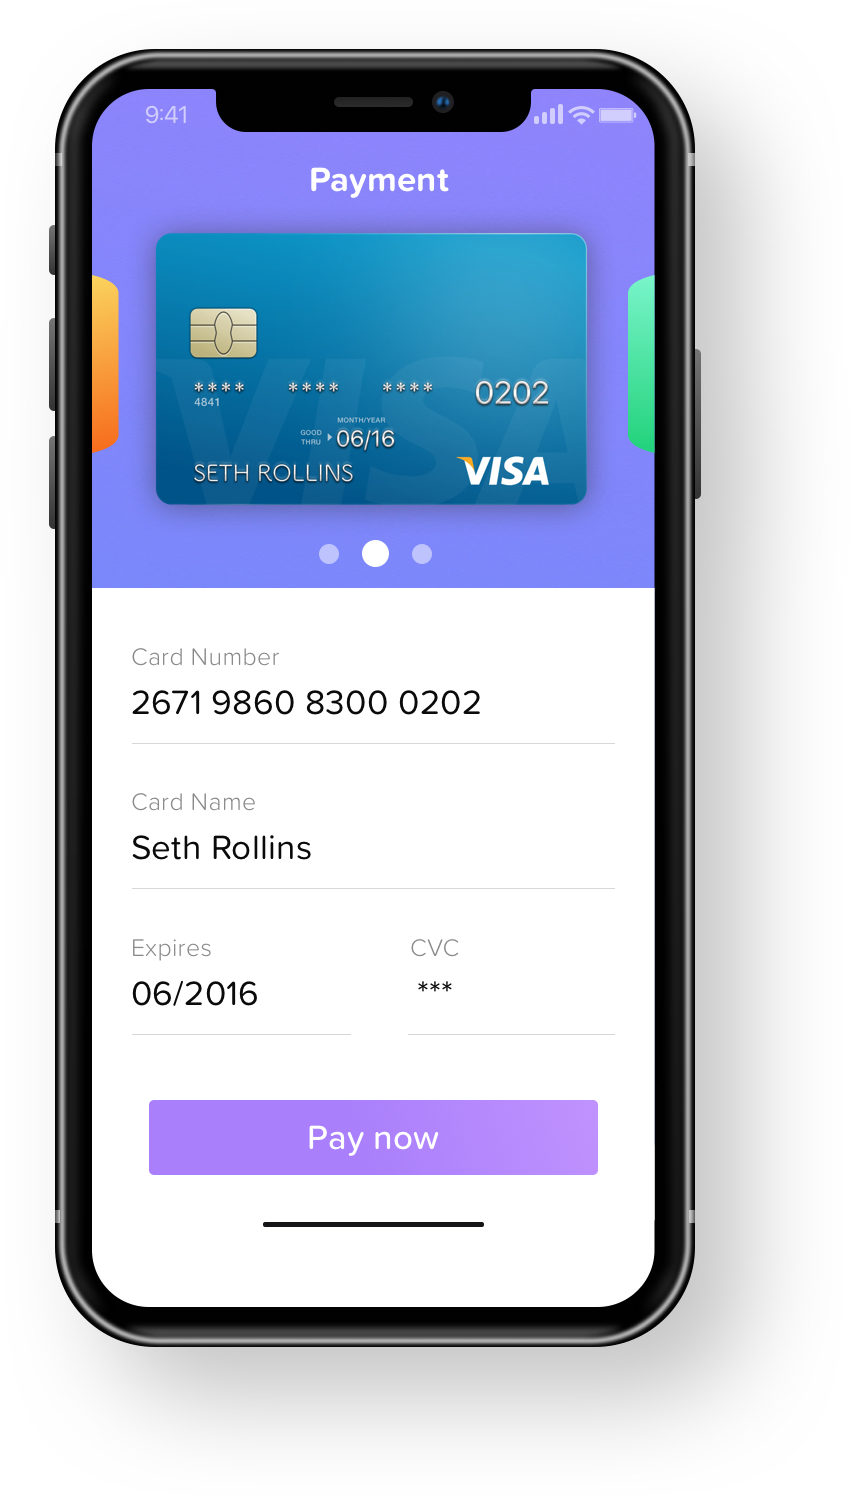 9:41
Payment
**** **** **** 0202
4841
MONTH/YEAR
GOOD THRU 06/16
SETH ROLLINS VISA
Card Number
2671 9860 8300 0202
Card Name
Seth Rollins
Expires CVC
06/2016 ***
Pay now